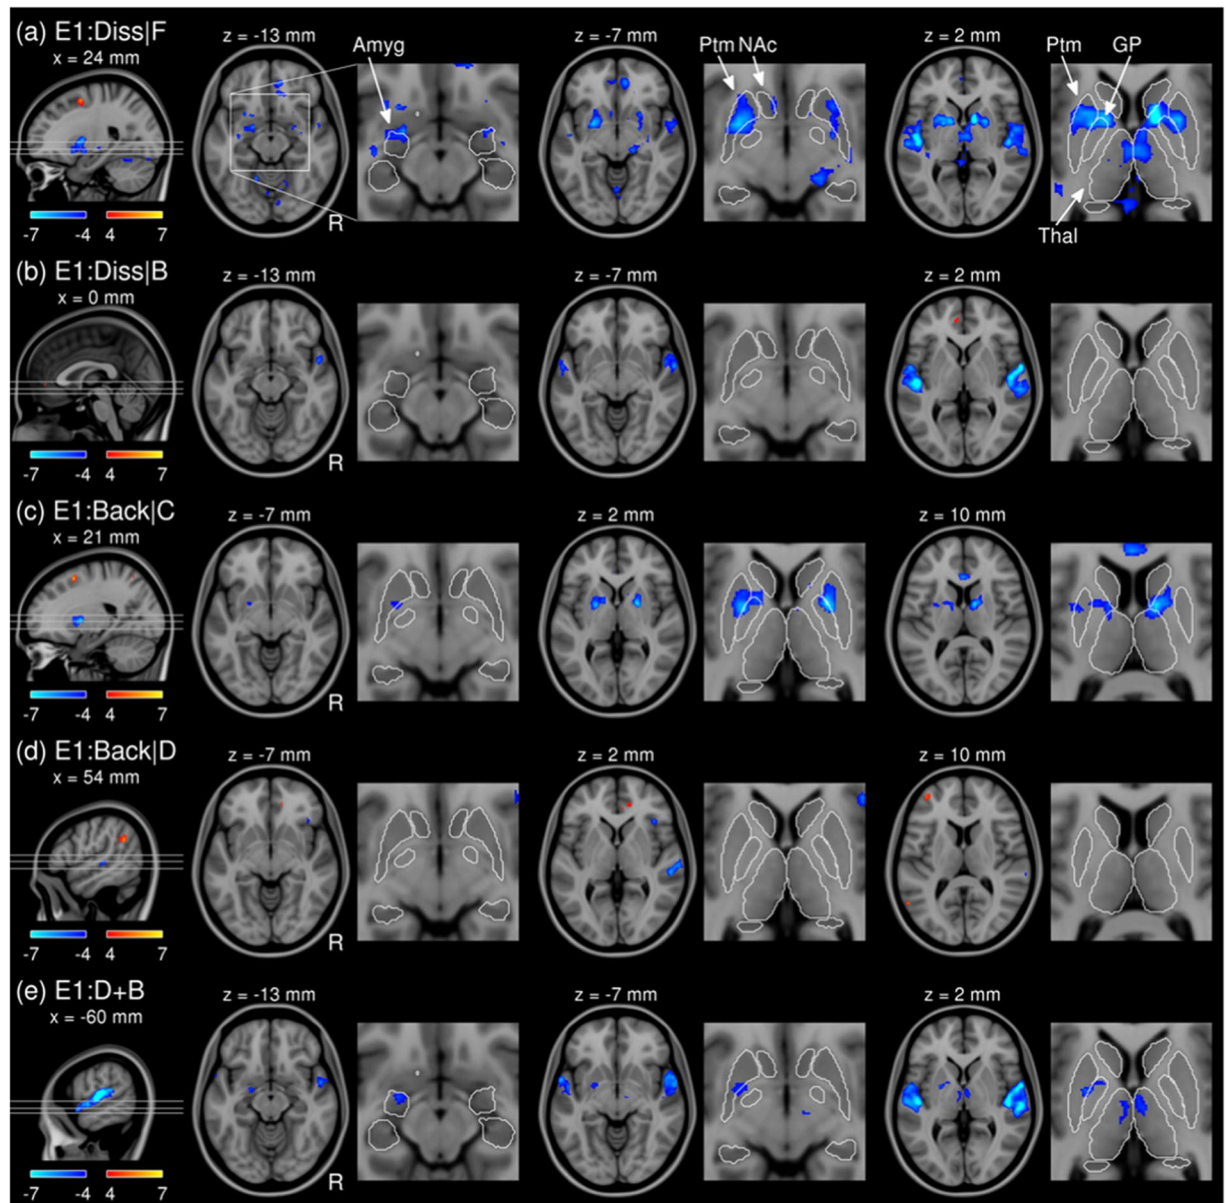 (a) E1:Diss|F
x = 24 mm
z = -13 mm
Amyg
z = -7 mm
Ptm NAc
z = 2 mm
Ptm GP
Thal
R
-7 -4 4 7
(b) E1:Diss|B
x = 0 mm
z = -13 mm
z = -7 mm
z = 2 mm
R
-7 -4 4 7
(c) E1:Back|C
x = 21 mm
z = -7 mm
z = 2 mm
z = 10 mm
R
-7 -4 4 7
(d) E1:Back|D
x = 54 mm
z = -7 mm
z = 2 mm
z = 10 mm
R
-7 -4 4 7
(e) E1:D+B
x = -60 mm
z = -13 mm
z = -7 mm
z = 2 mm
R
-7 -4 4 7